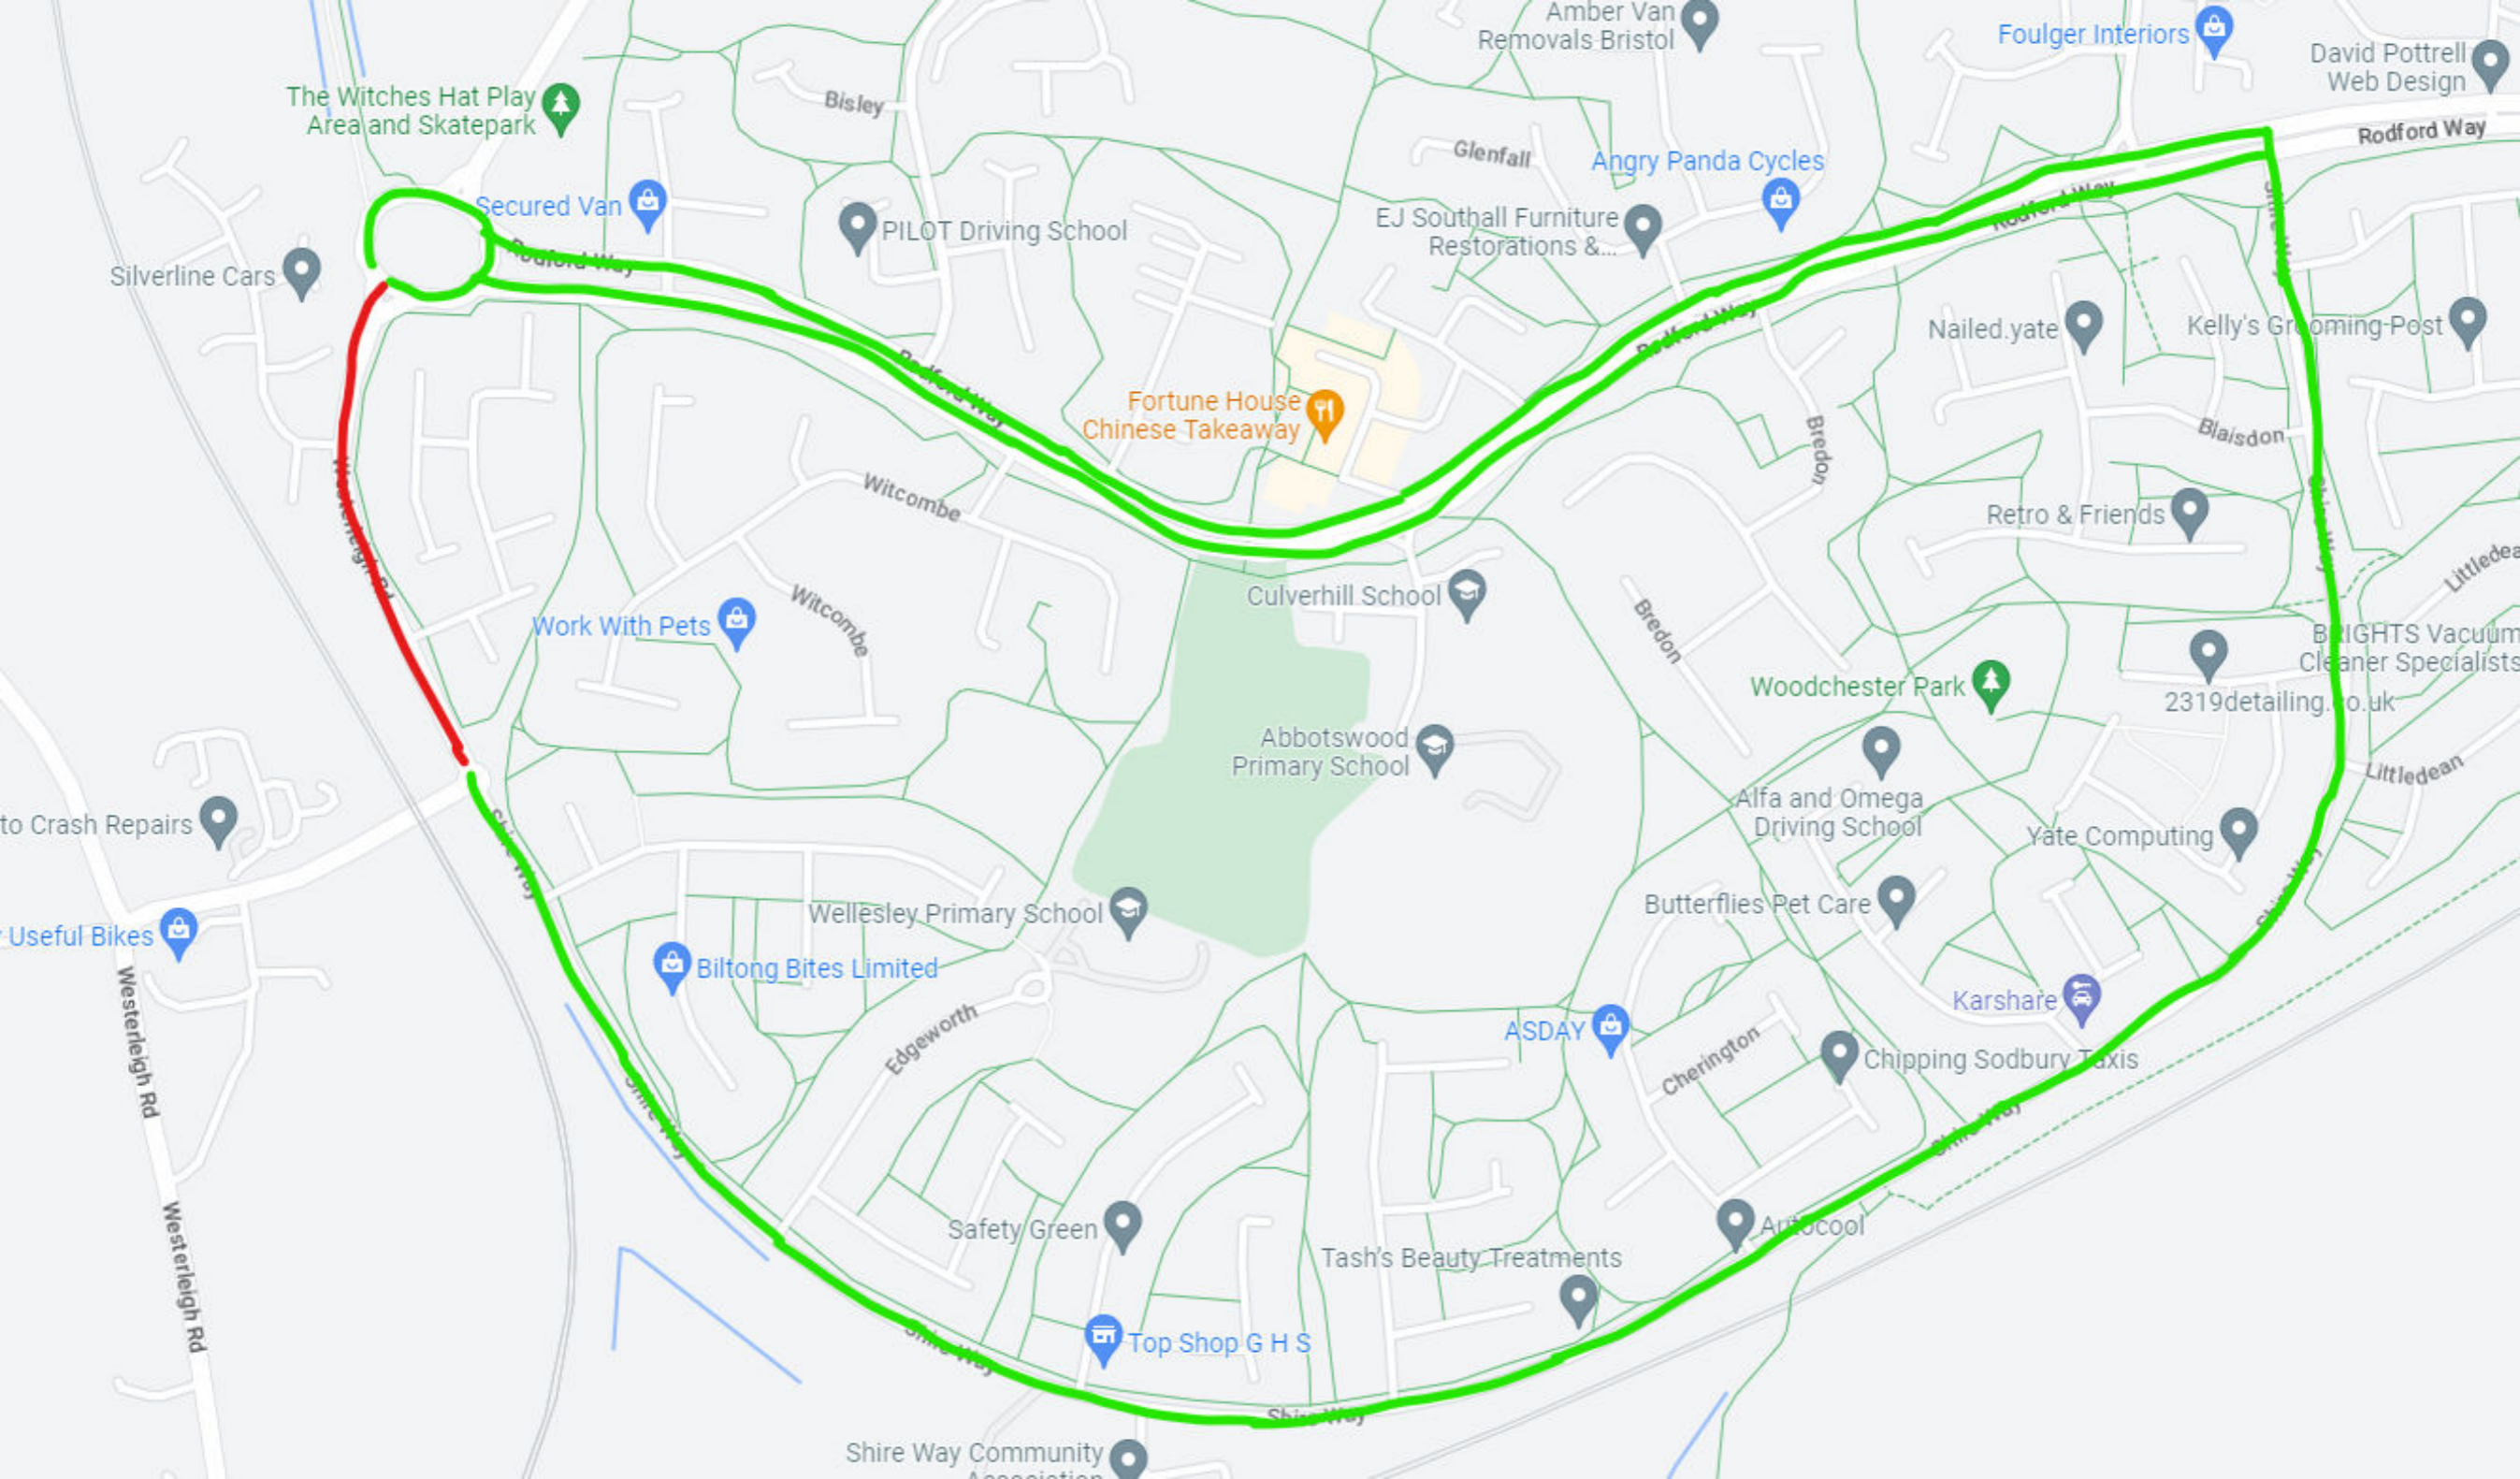 Amber Van
Removals Bristol
Foulger Interiors
David Pottrell
Web Design
The Witches Hat Play
Area and Skatepark
Bisley
Rodford Way
Glenfall
Angry Panda Cycles
Secured Van
PILOT Driving School
EJ Southall Furniture
Restorations &...
Rodford Way
Shire Way
Silverline Cars
Rodford Way
Rodford Way
Nailed.yate
Kelly's Grooming Post
Rodford Way
Fortune House
Chinese Takeaway
Bredon
Blaisdon
Westerleigh Rd
Witcombe
Retro & Friends
Shire Way
Littledea
Culverhill School
Witcombe
Work With Pets
Bredon
BRIGHTS Vacuum
Cleaner Specialists
Woodchester Park
2319detailing.co.uk
Abbotswood
Primary School
Littledean
Alfa and Omega
Driving School
to Crash Repairs
Shire Way
Yate Computing
Shire Way
Butterflies Pet Care
Wellesley Primary School
Useful Bikes
Biltong Bites Limited
Westerleigh Rd
Edgeworth
Karshare
ASDAY
Cherington
Chipping Sodbury Taxis
Shire Way
Shire Way
Westerleigh Rd
Safety Green
Autocool
Tash's Beauty Treatments
Shire Way
Top Shop G H S
Shire Way
Shire Way Community
Association